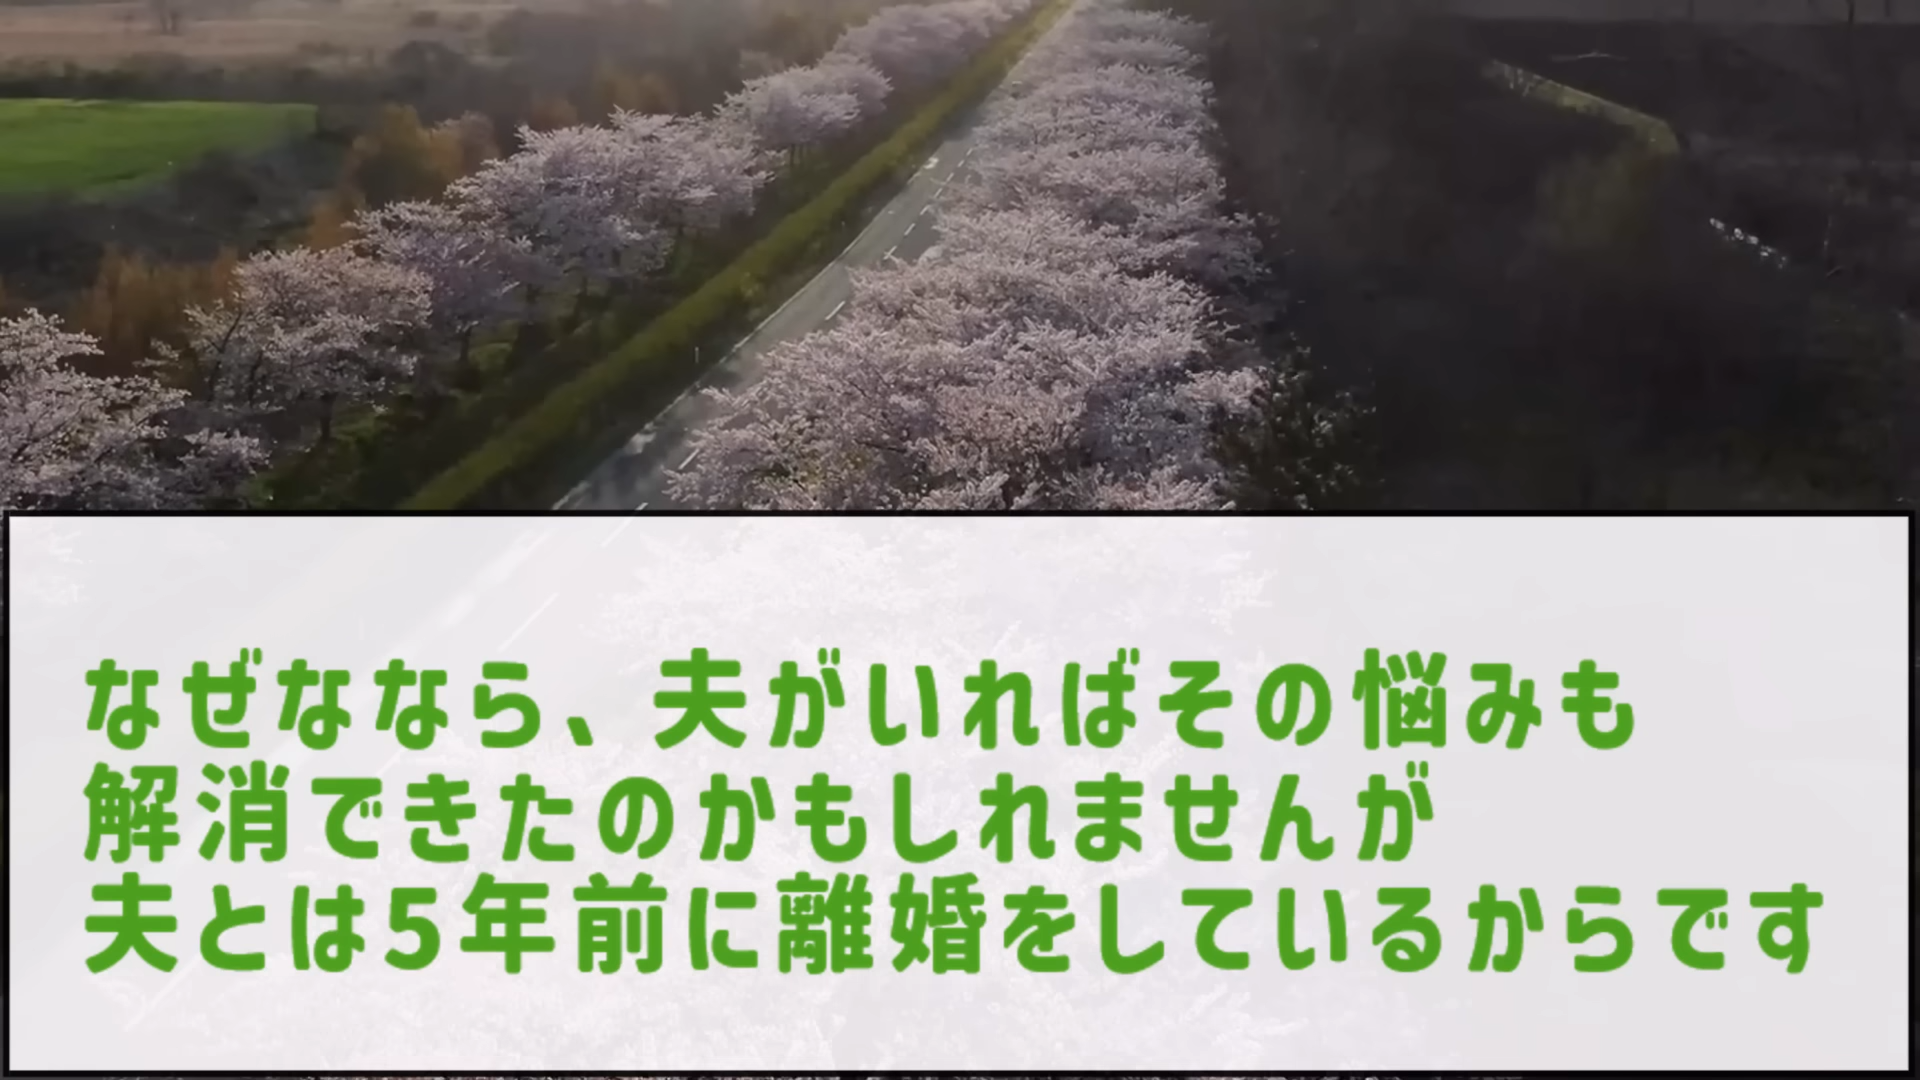 なぜななら、夫がいればその悩みも
解消できたのかもしれませんが
夫とは5年前に離婚をしているからです